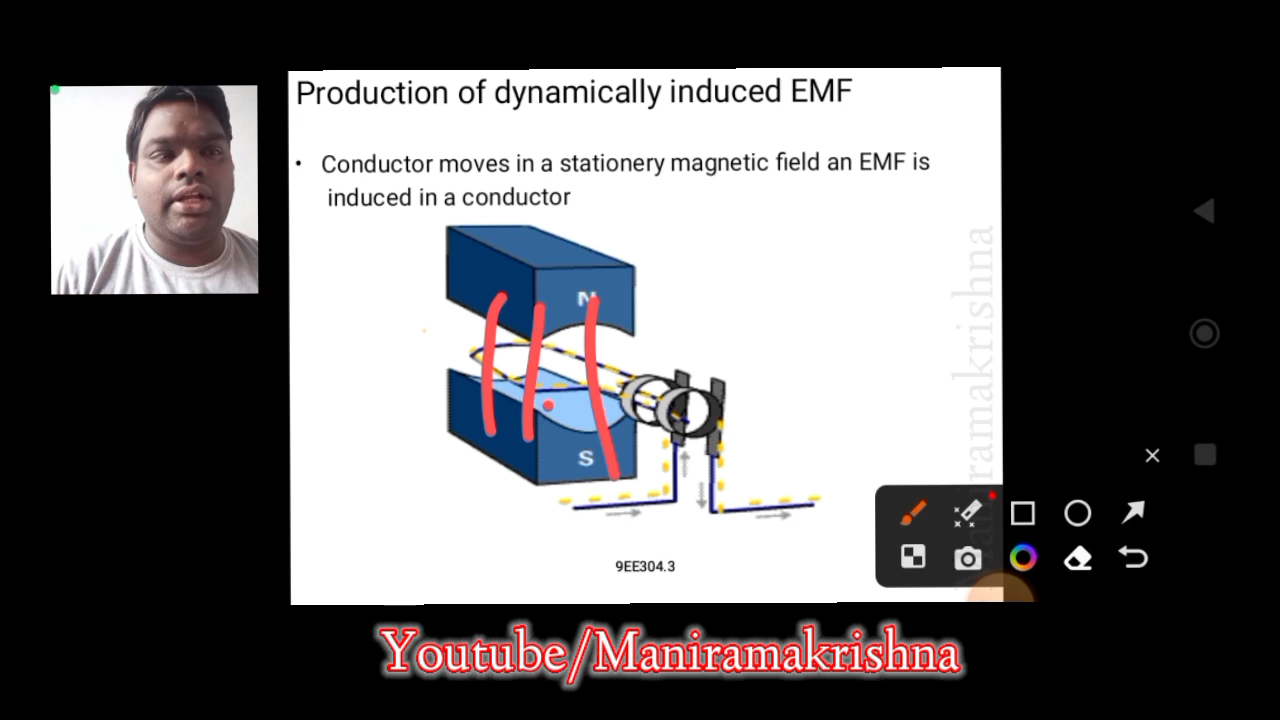 Production of dynamically induced EMF
• Conductor moves in a stationery magnetic field an EMF is
induced in a conductor
N
S
9EE304.3
Maniramakrishna
Youtube/Maniramakrishna